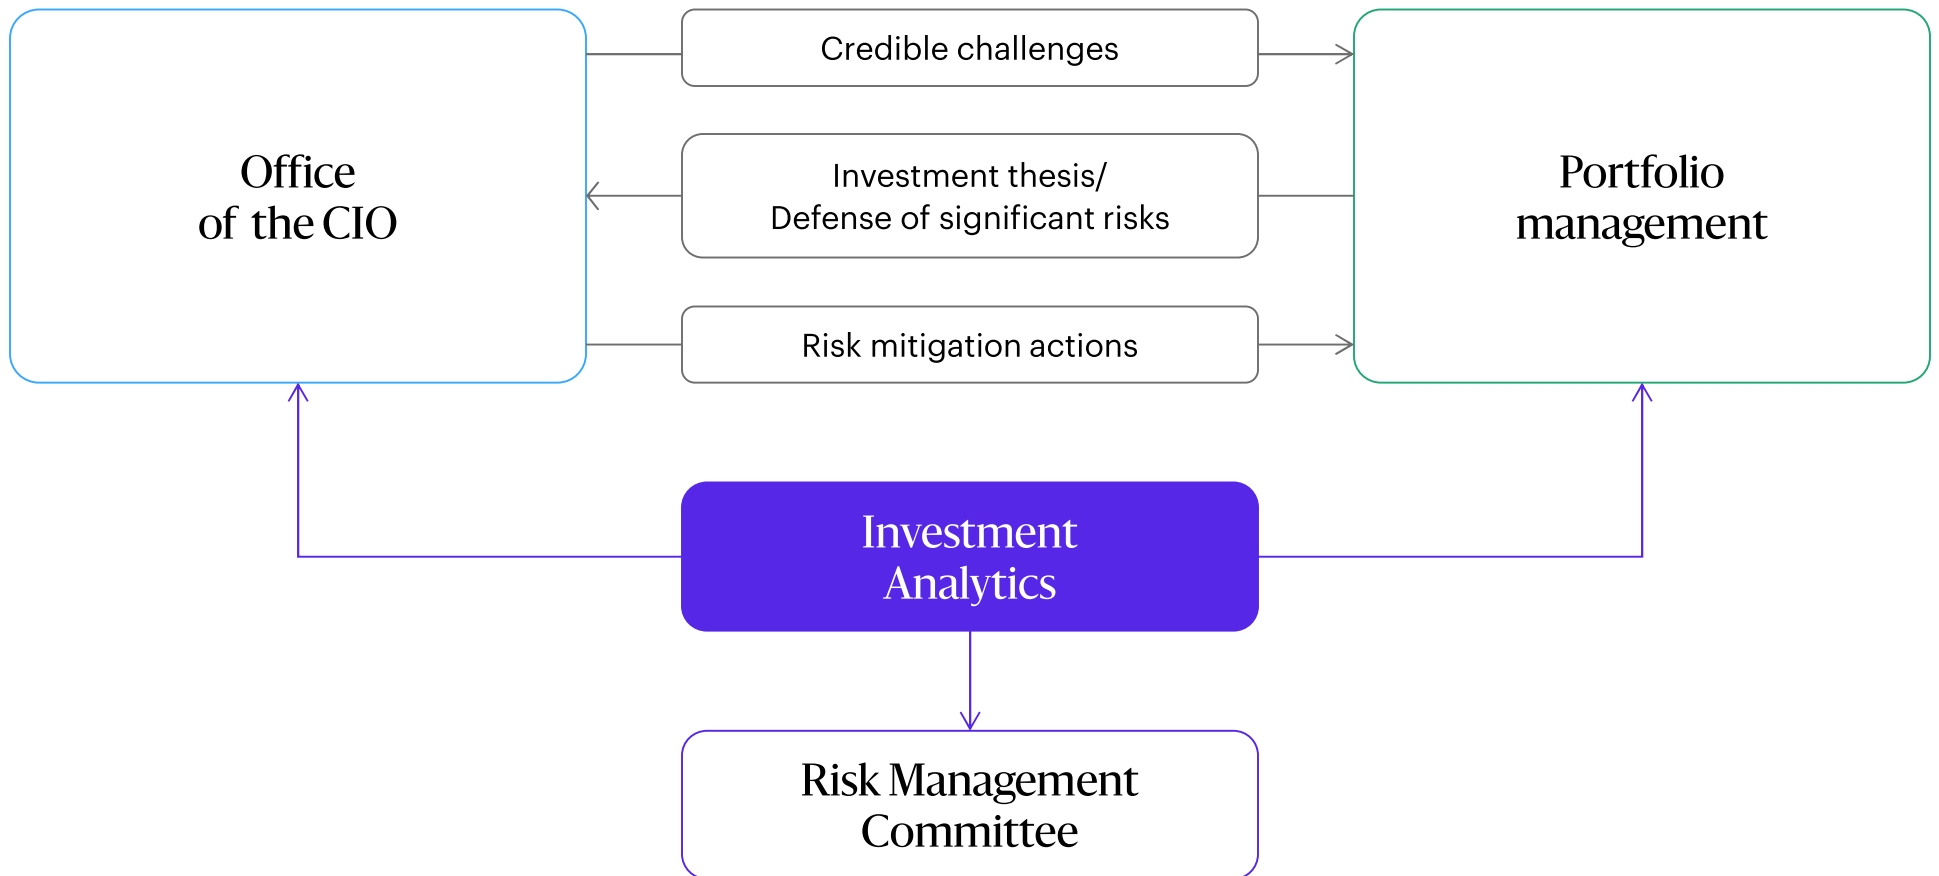 Office
of the CIO
Credible challenges
Investment thesis/
Defense of significant risks
Risk mitigation actions
Portfolio
management
Investment
Analytics
Risk Management
Committee